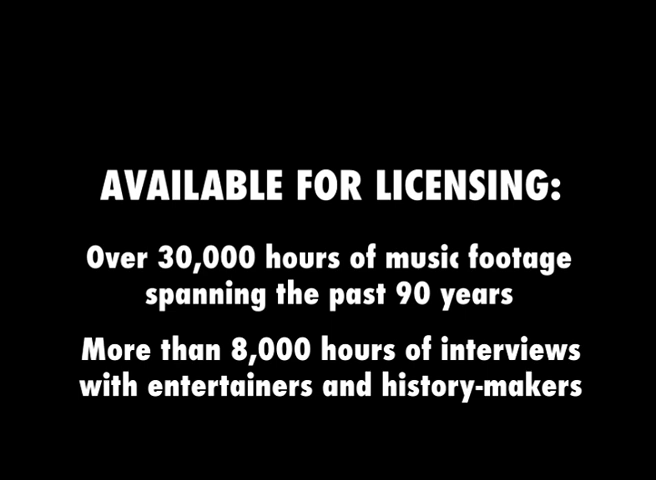 AVAILABLE FOR LICENSING:
Over 30,000 hours of music footage
spanning the past 90 years
More than 8,000 hours of interviews
with entertainers and history-makers